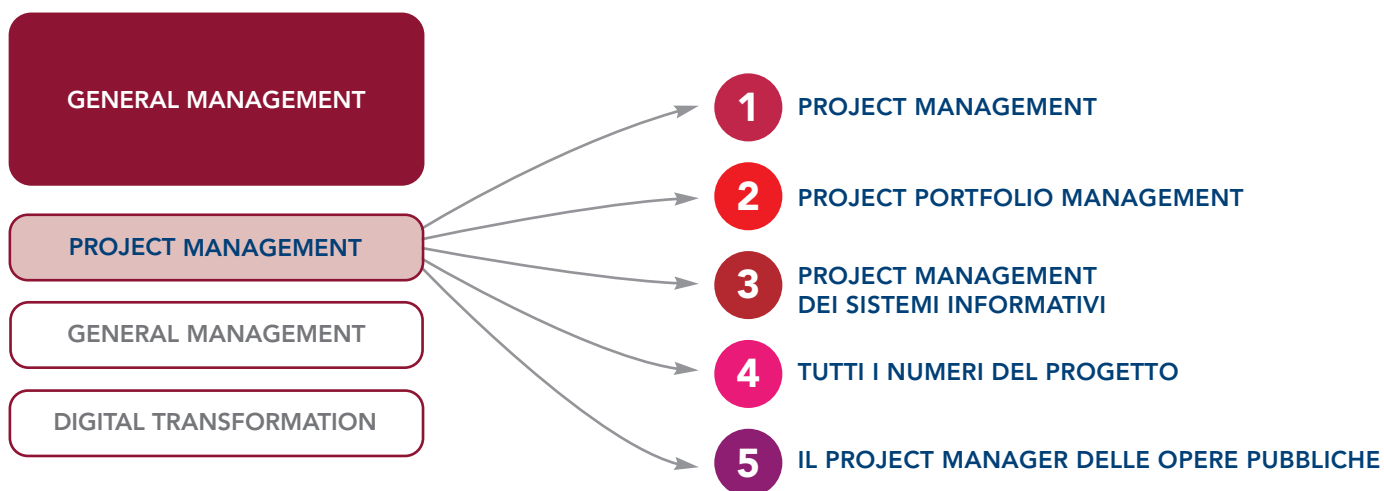 GENERAL MANAGEMENT
PROJECT MANAGEMENT
GENERAL MANAGEMENT
DIGITAL TRANSFORMATION
1 PROJECT MANAGEMENT
2 PROJECT PORTFOLIO MANAGEMENT
3 PROJECT MANAGEMENT
DEI SISTEMI INFORMATIVI
4 TUTTI I NUMERI DEL PROGETTO
5 IL PROJECT MANAGER DELLE OPERE PUBBLICHE